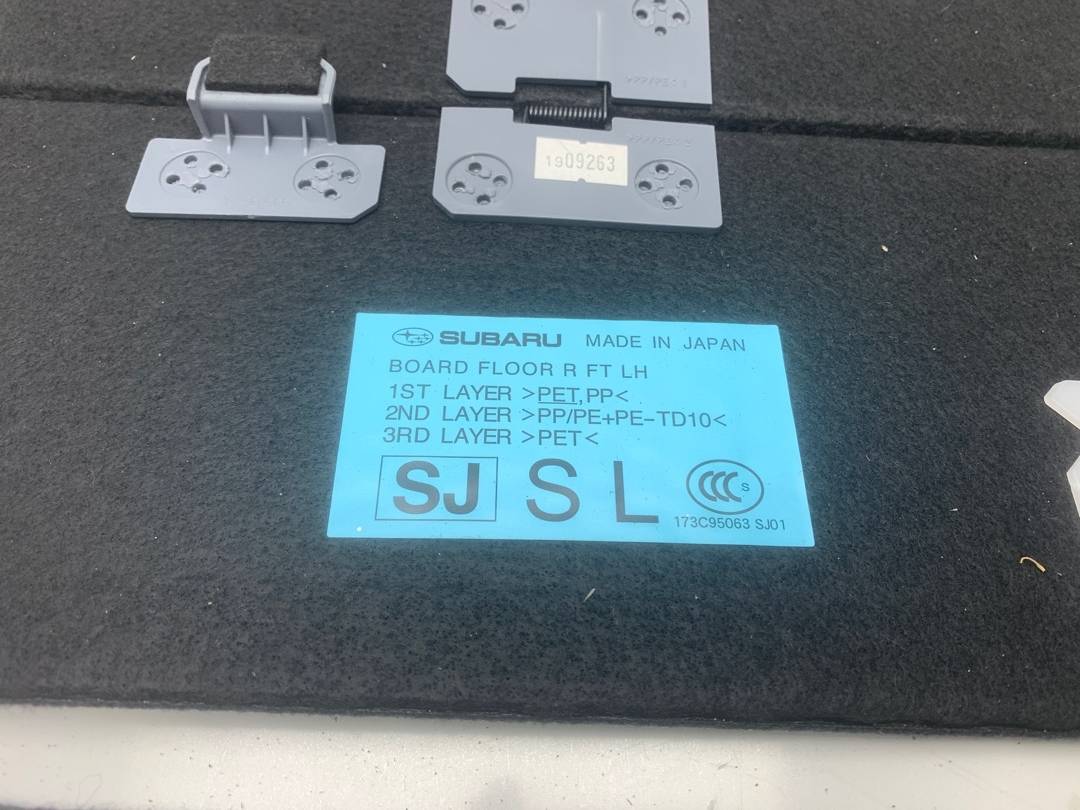 1909263
SUBARU MADE IN JAPAN
BOARD FLOOR R FT LH
1ST LAYER >PET,PP<
2ND LAYER >PP/PE+PE-TD10<
3RD LAYER >PET<
SJ S L CCC S
173C95063 SJ01